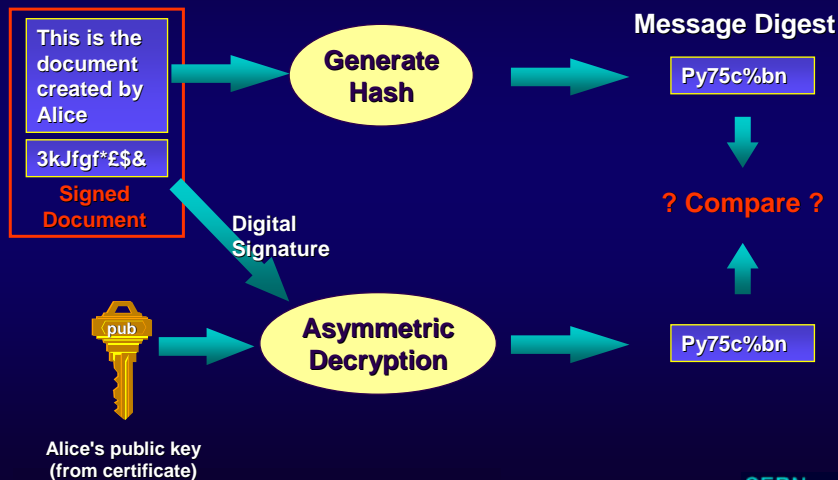 This is the
document
created by
Alice
3kJfgf*£$&
Signed
Document
Generate
Hash
Message Digest
Py75c%bn
? Compare ?
Digital
Signature
pub
Asymmetric
Decryption
Py75c%bn
Alice's public key
(from certificate)
CERN